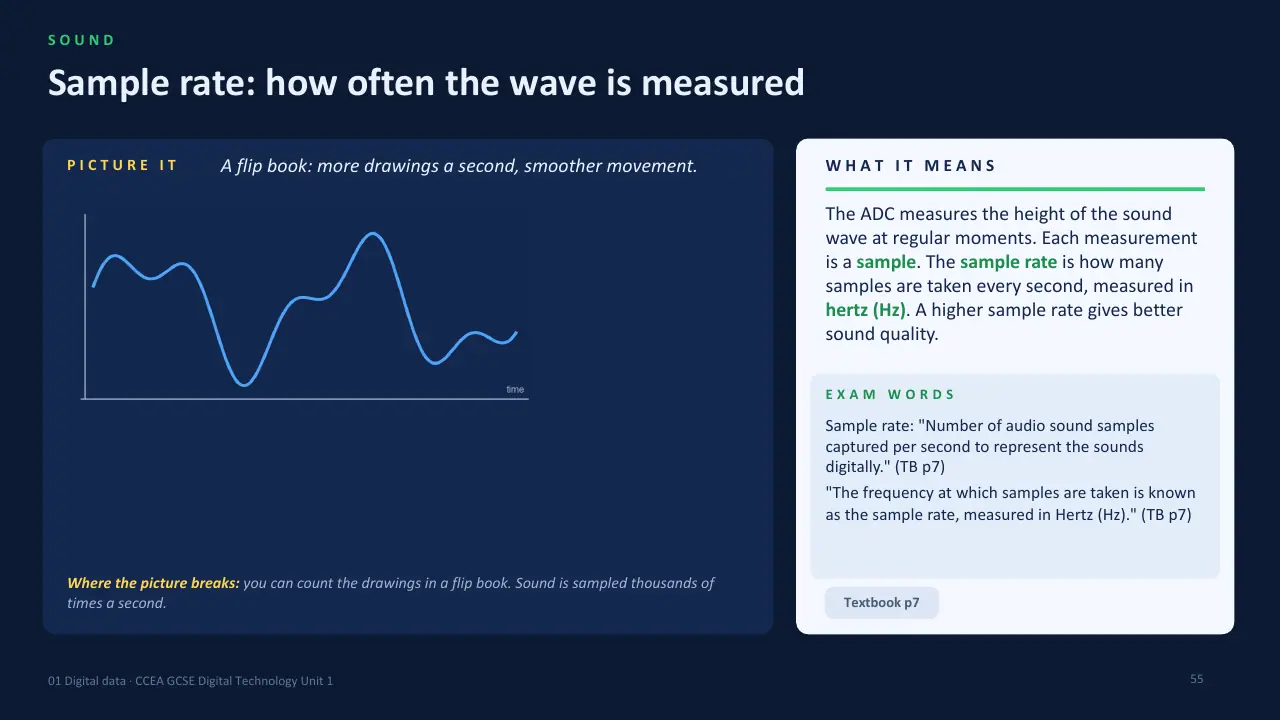 SOUND
Sample rate: how often the wave is measured
PICTURE IT
A flip book: more drawings a second, smoother movement.
time
Where the picture breaks: you can count the drawings in a flip book. Sound is sampled thousands of
times a second.
WHAT IT MEANS
The ADC measures the height of the sound
wave at regular moments. Each measurement
is a sample. The sample rate is how many
samples are taken every second, measured in
hertz (Hz). A higher sample rate gives better
sound quality.
EXAM WORDS
Sample rate: "Number of audio sound samples
captured per second to represent the sounds
digitally." (TB p7)
"The frequency at which samples are taken is known
as the sample rate, measured in Hertz (Hz)." (TB p7)
Textbook p7
01 Digital data · CCEA GCSE Digital Technology Unit 1
55